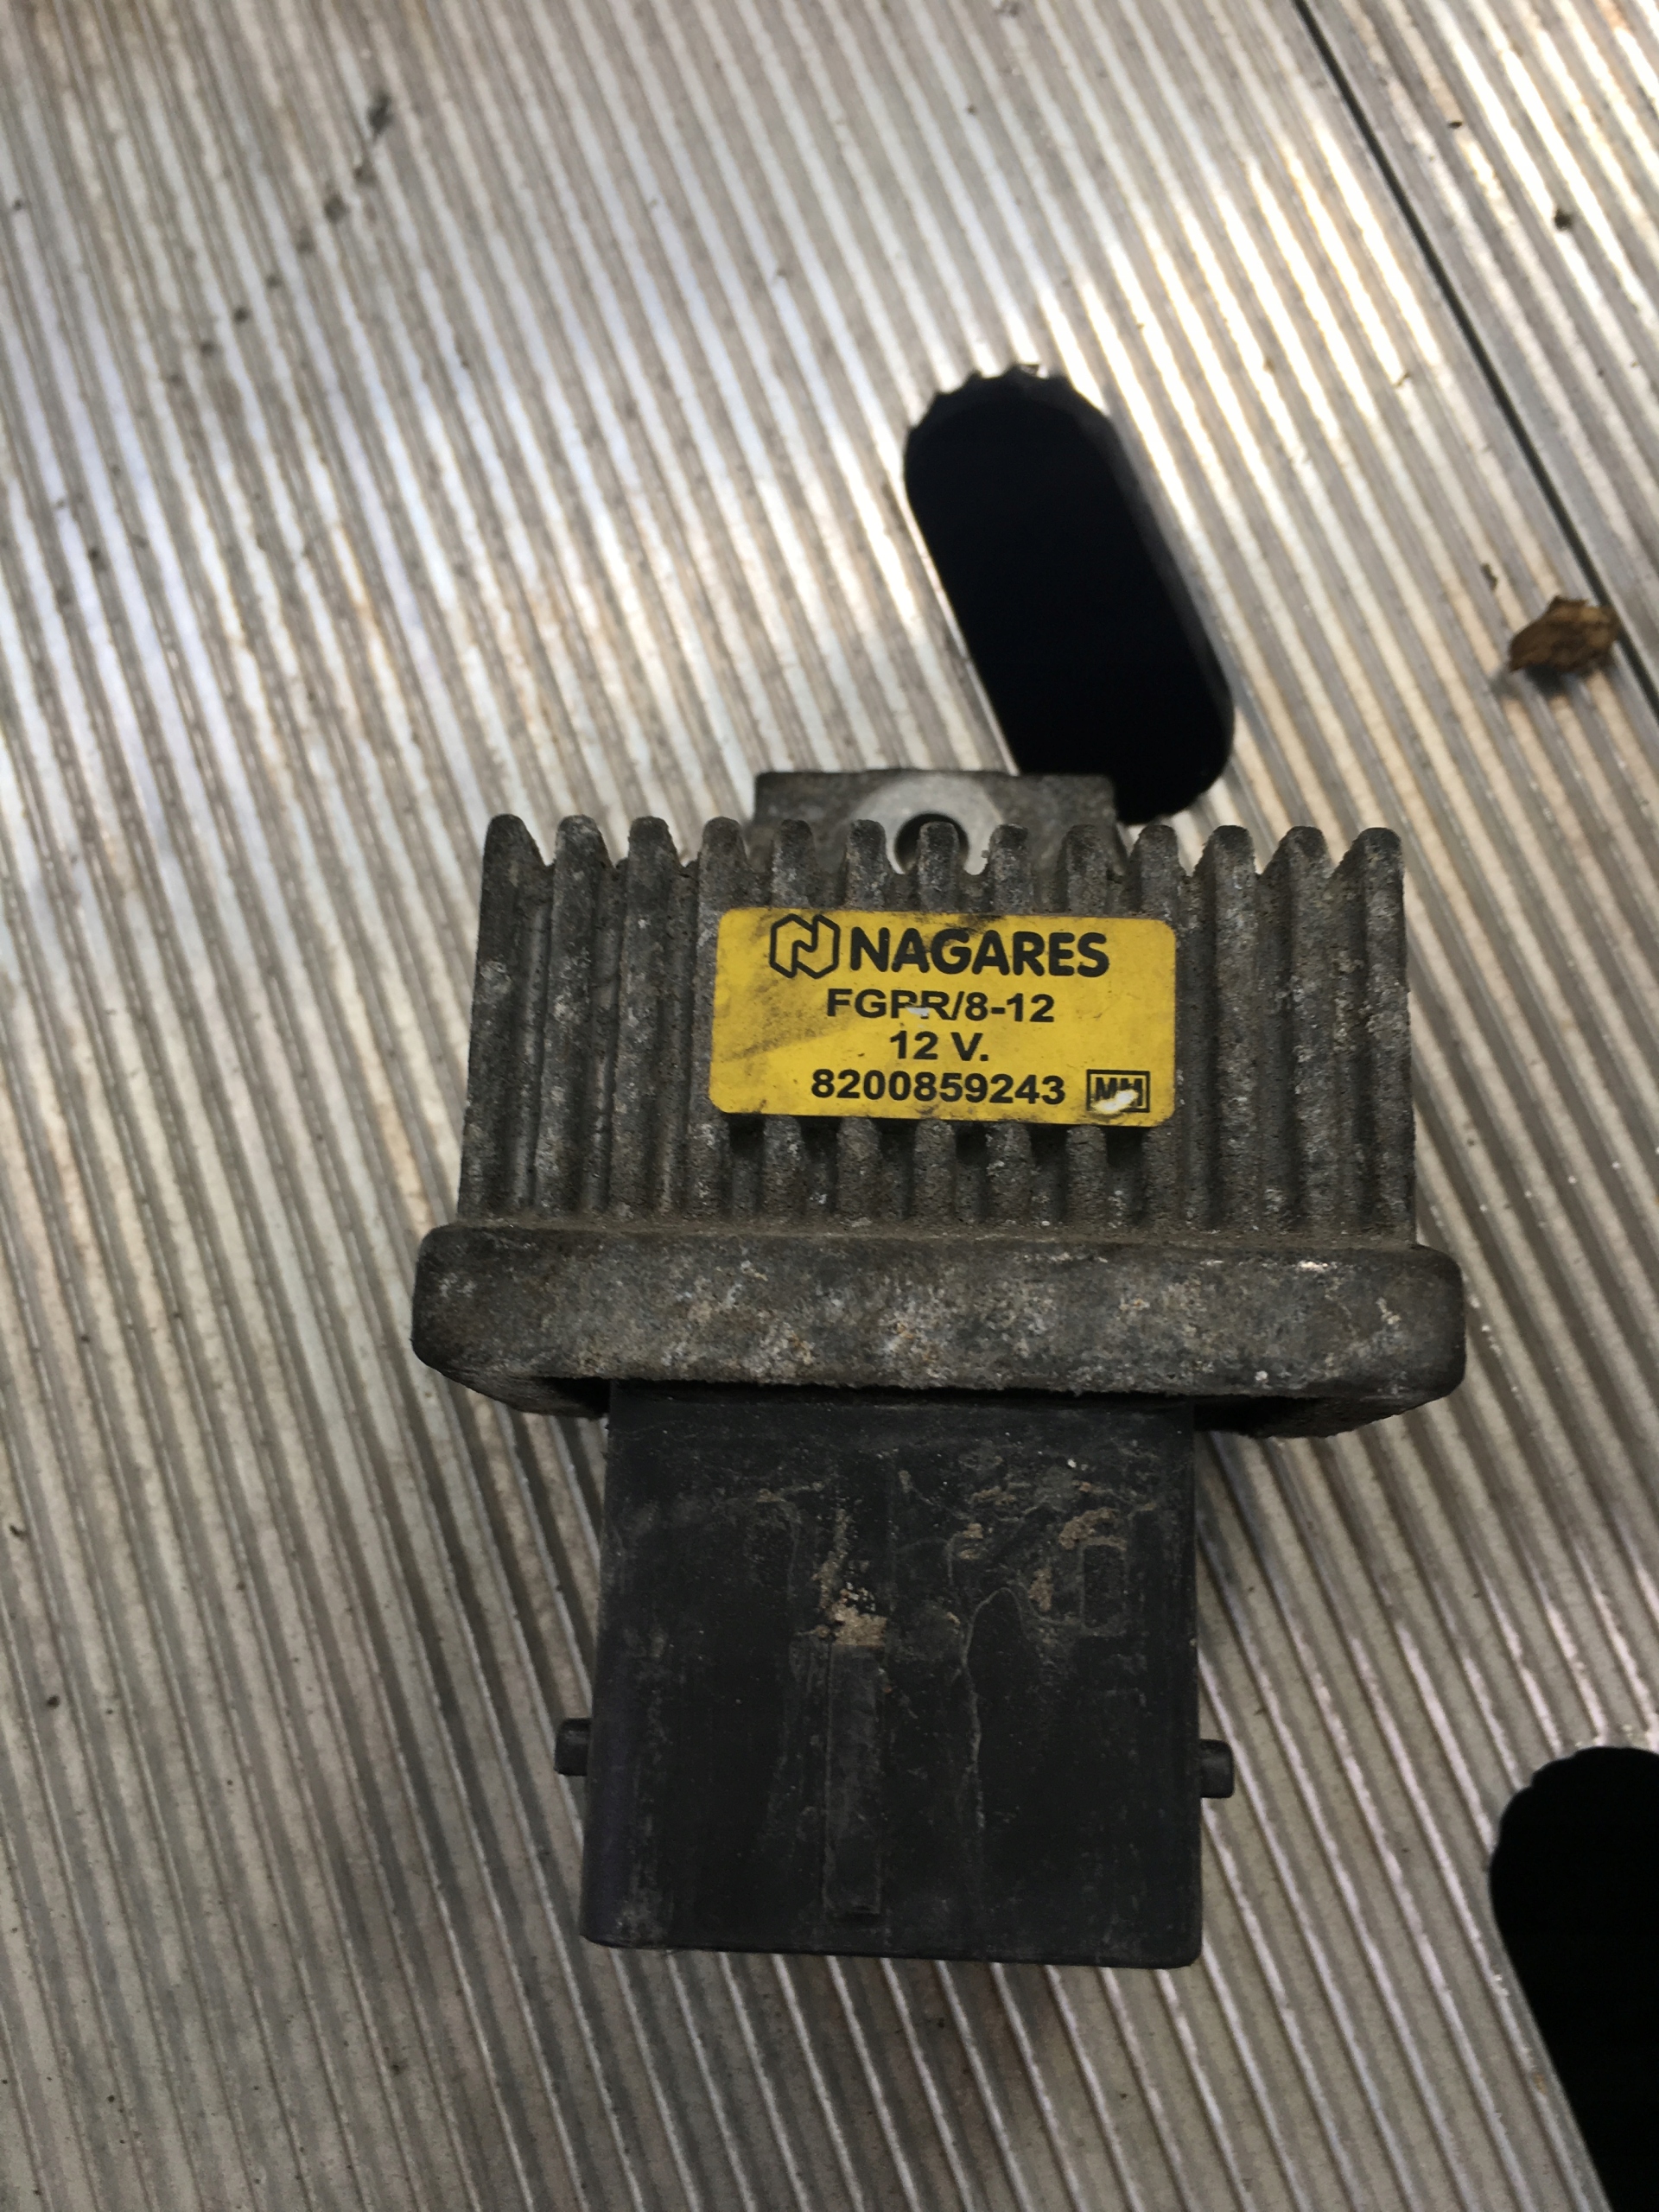 NAGARES
FGPR/8-12
12 V.
8200859243